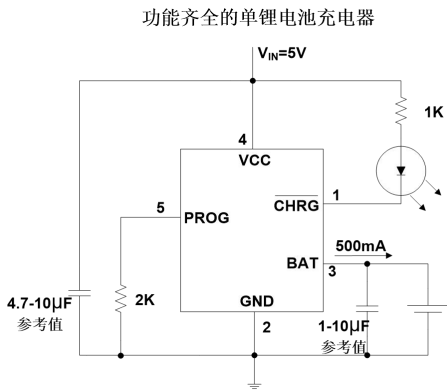 功能齐全的单锂电池充电器
VIN=5V
1K
4
VCC
5
PROG
CHRG
1
500mA
BAT
3
4.7-10μF
参考值
2K
GND
2
1-10μF
参考值